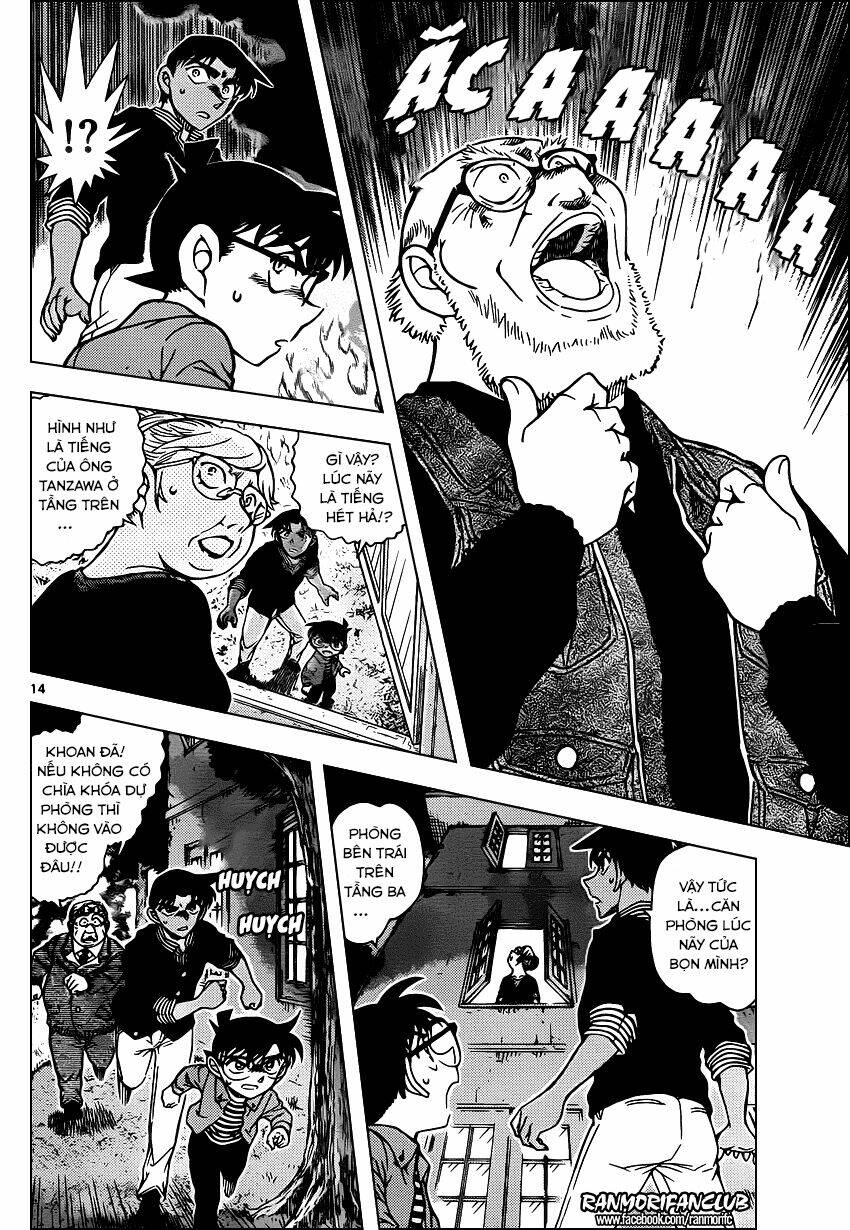 ẶC A A A A A
!?
HÌNH NHƯ
LÀ TIẾNG
CỦA ÔNG
TANZAWA Ở
TẦNG TRÊN
...
GÌ VẬY?
LÚC NÃY
LÀ TIẾNG
HÉT HẢ!?
14
PHÒNG
BÊN TRÁI
TRÊN
TẦNG BA
...
VẬY TỨC
LÀ...CĂN
PHÒNG LÚC
NÃY CỦA
BỌN MÌNH?
KHOAN ĐÃ!
NẾU KHÔNG CÓ
CHÌA KHÓA DỰ
PHÒNG THÌ
KHÔNG VÀO
ĐƯỢC
ĐÂU!!
HUỴCH
HUỴCH
RANMORIFANCLUB
www.facebook.com/ranmorifc